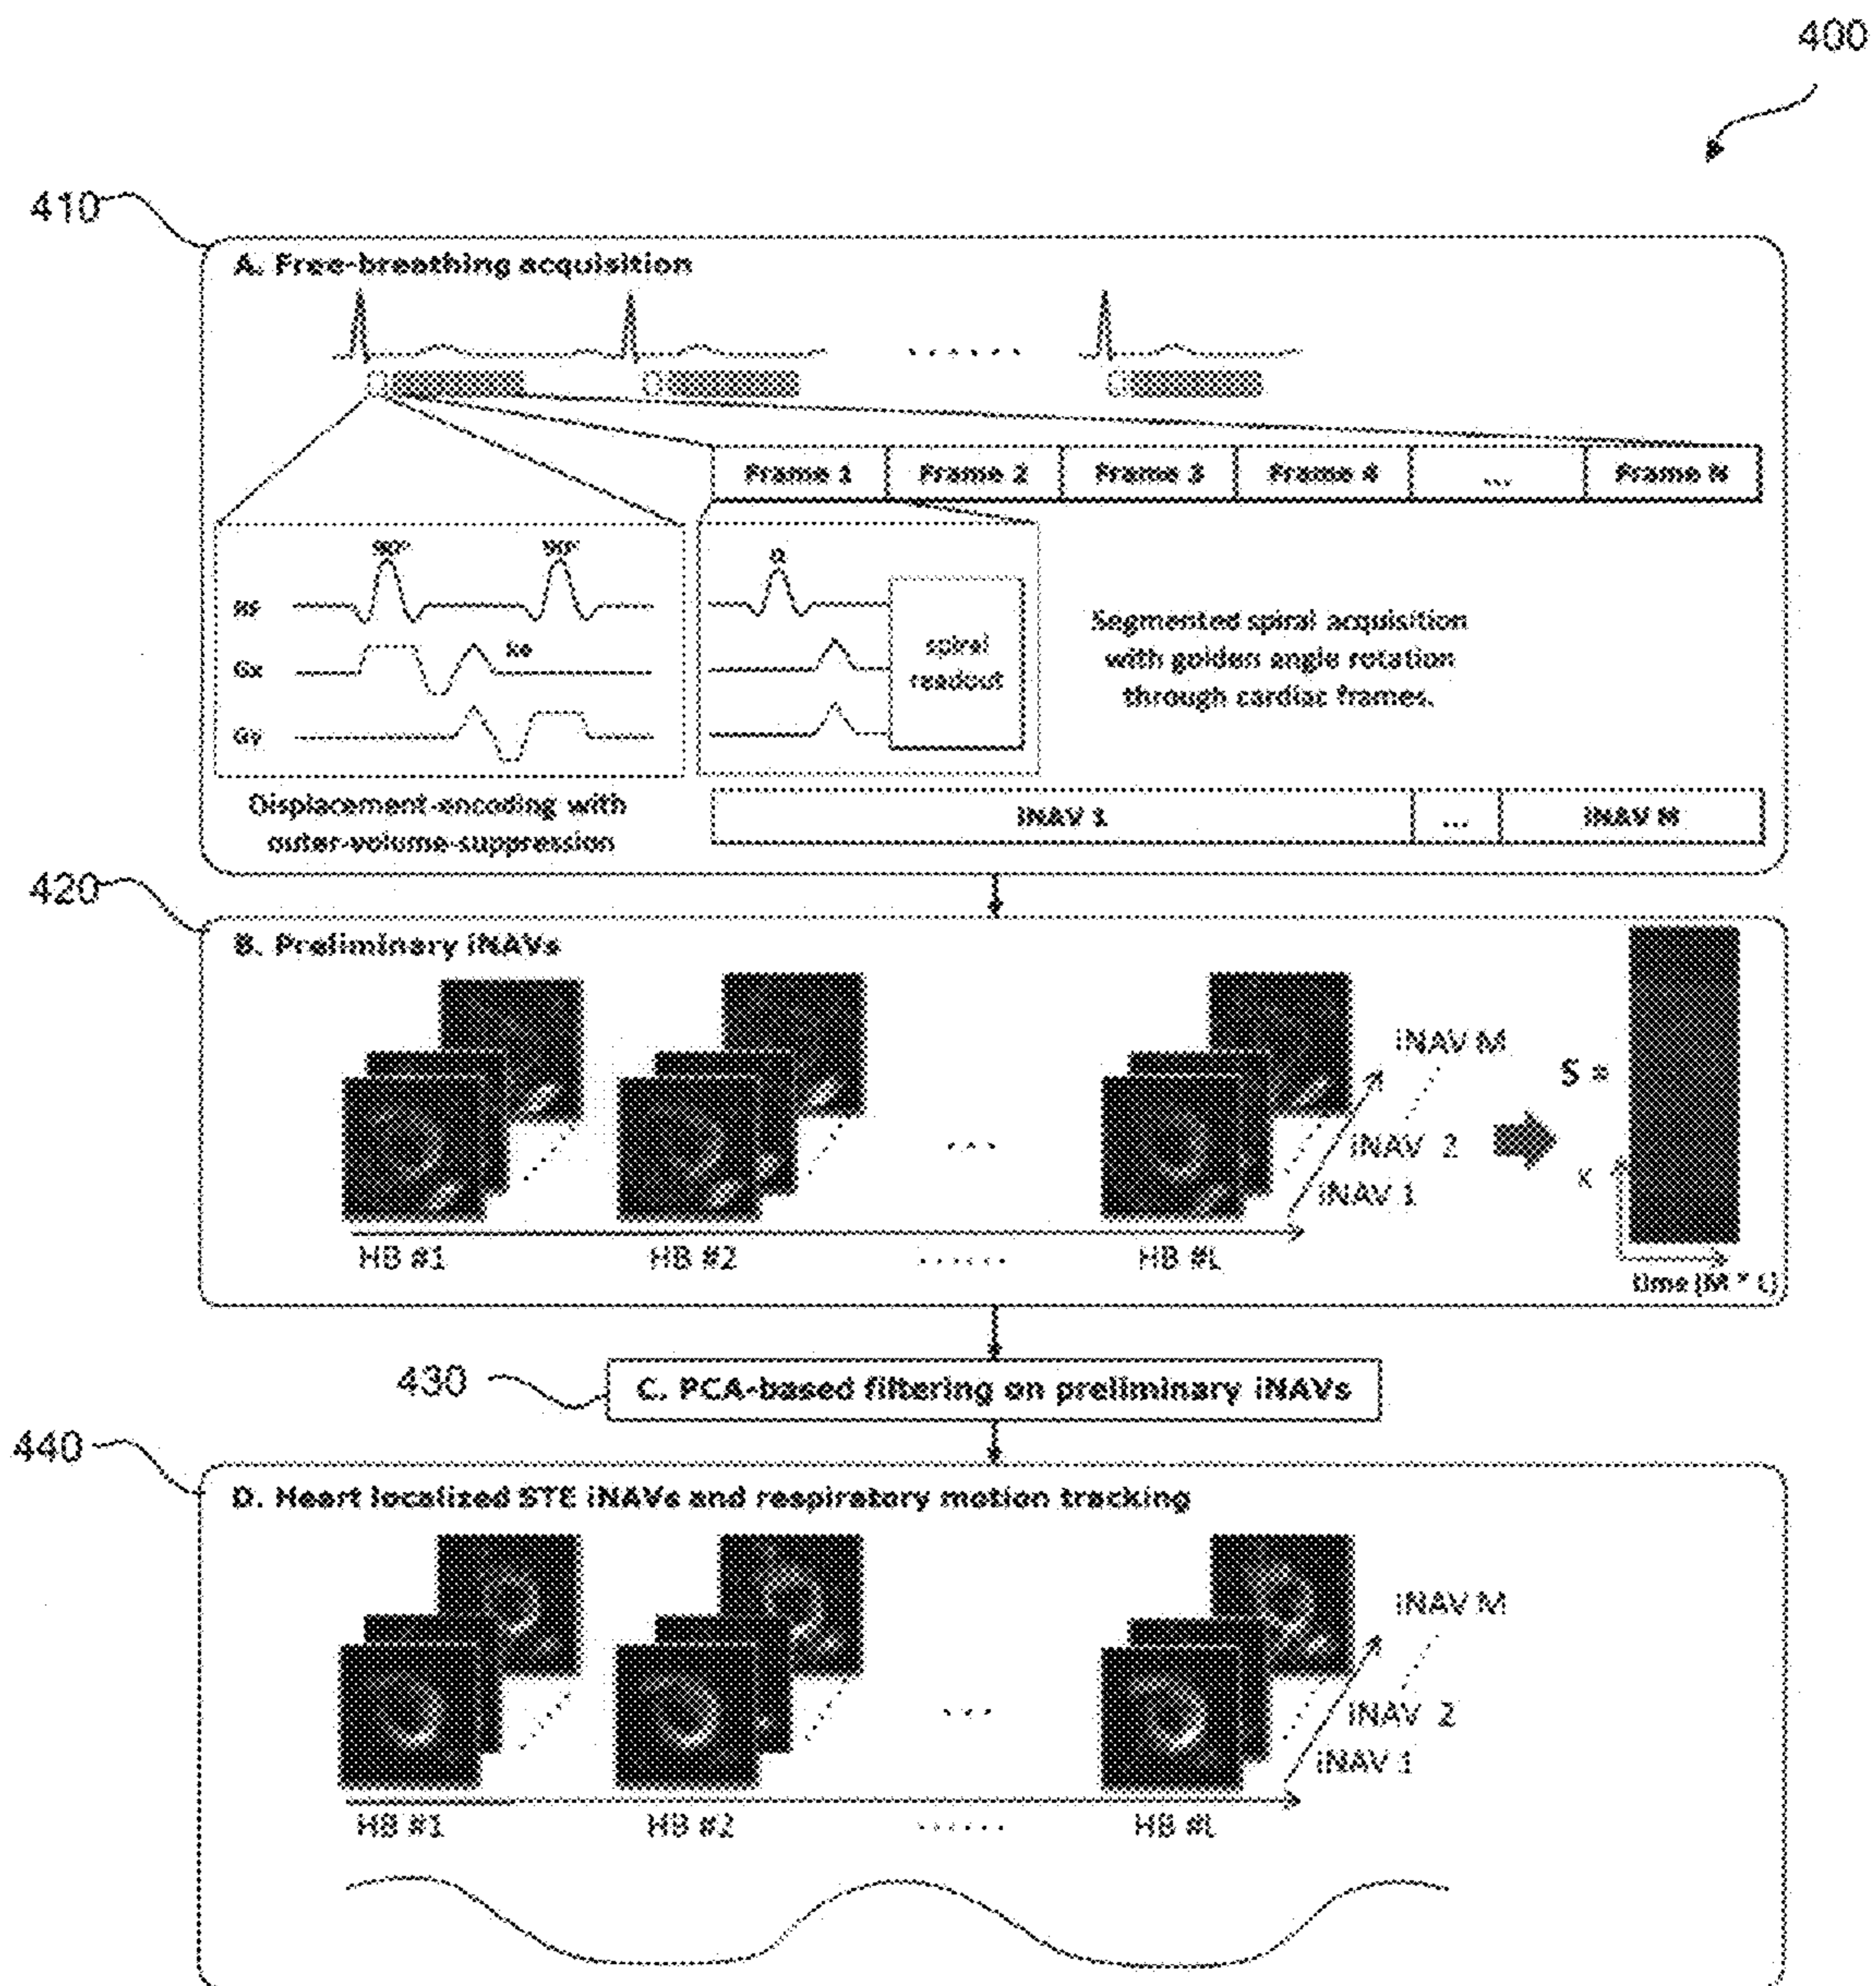 400
410
A. Free-breathing acquisition
Frame 1 Frame 2 Frame 3 Frame 4 ... Frame N
90° 90°
α
RF
ke
Gx
Gy
spiral
readout
Segmented spiral acquisition
with golden angle rotation
through cardiac frames.
Displacement-encoding with
outer-volume-suppression
iNAV 1 ... iNAV M
420
B. Preliminary iNAVs
iNAV M
iNAV 2
iNAV 1
S =
K
time (M * L)
HB #1 HB #2 ...... HB #L
430
C. PCA-based filtering on preliminary iNAVs
440
D. Heart localized STE iNAVs and respiratory motion tracking
iNAV M
iNAV 2
iNAV 1
HB #1 HB #2 ...... HB #L